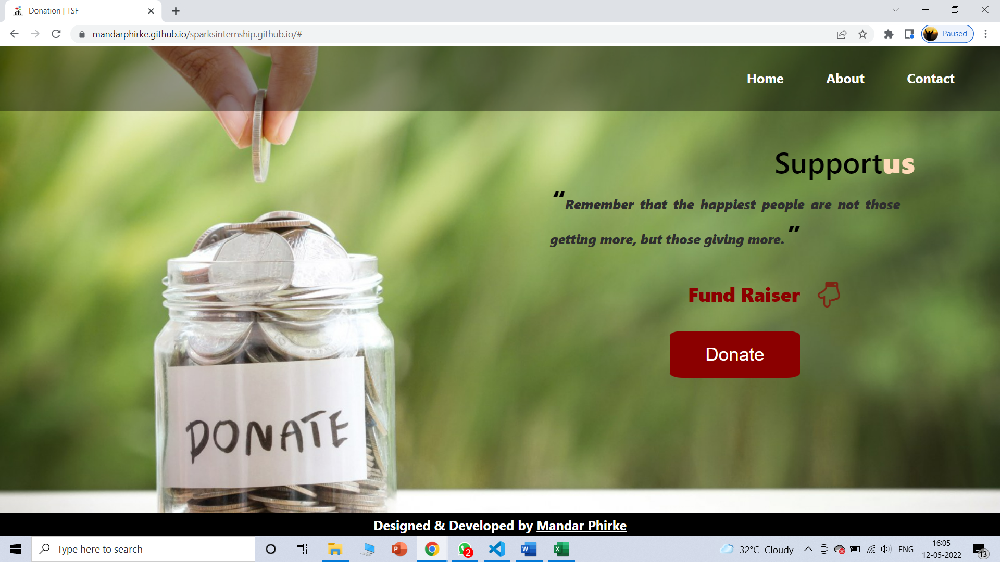 Donation | TSF
mandarphirke.github.io/sparksinternship.github.io/#
Paused
Home About Contact
Supportus
“Remember that the happiest people are not those
getting more, but those giving more.”
Fund Raiser
Donate
DONATE
Designed & Developed by Mandar Phirke
Type here to search
P
2
W
X
32°C Cloudy
ENG
16:05
12-05-2022
13